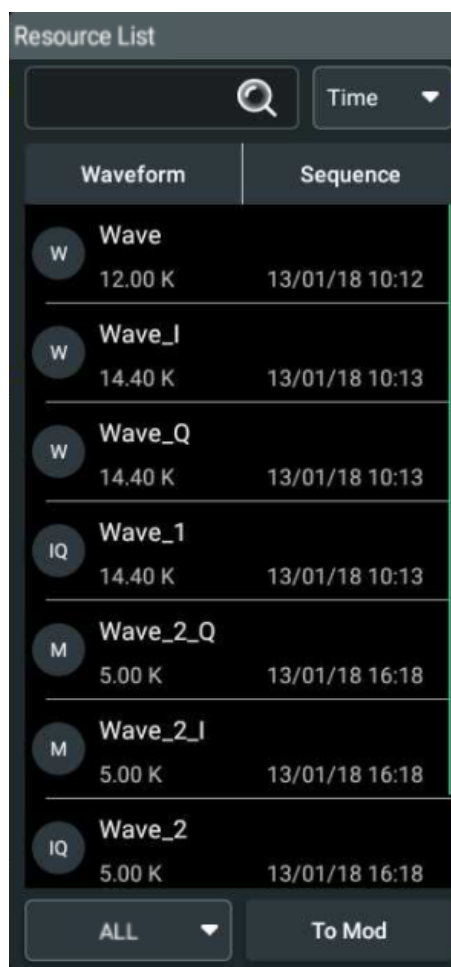 Resource List
Time
Waveform Sequence
W Wave
12.00 K 13/01/18 10:12
W Wave_I
14.40 K 13/01/18 10:13
W Wave_Q
14.40 K 13/01/18 10:13
IQ Wave_1
14.40 K 13/01/18 10:13
M Wave_2_Q
5.00 K 13/01/18 16:18
M Wave_2_I
5.00 K 13/01/18 16:18
IQ Wave_2
5.00 K 13/01/18 16:18
ALL To Mod